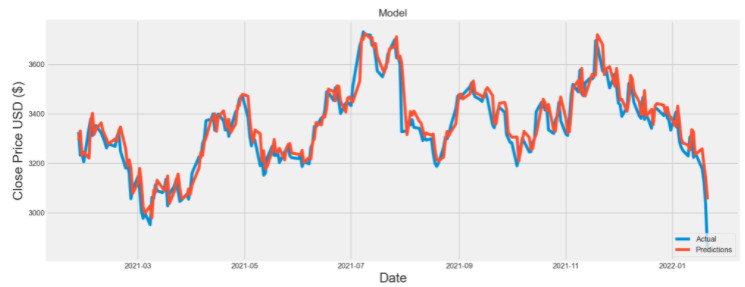 Model
Close Price USD ($)
3600
3400
3200
3000
2021-03
2021-05
2021-07
2021-09
2021-11
2022-01
Date
Actual
Predictions